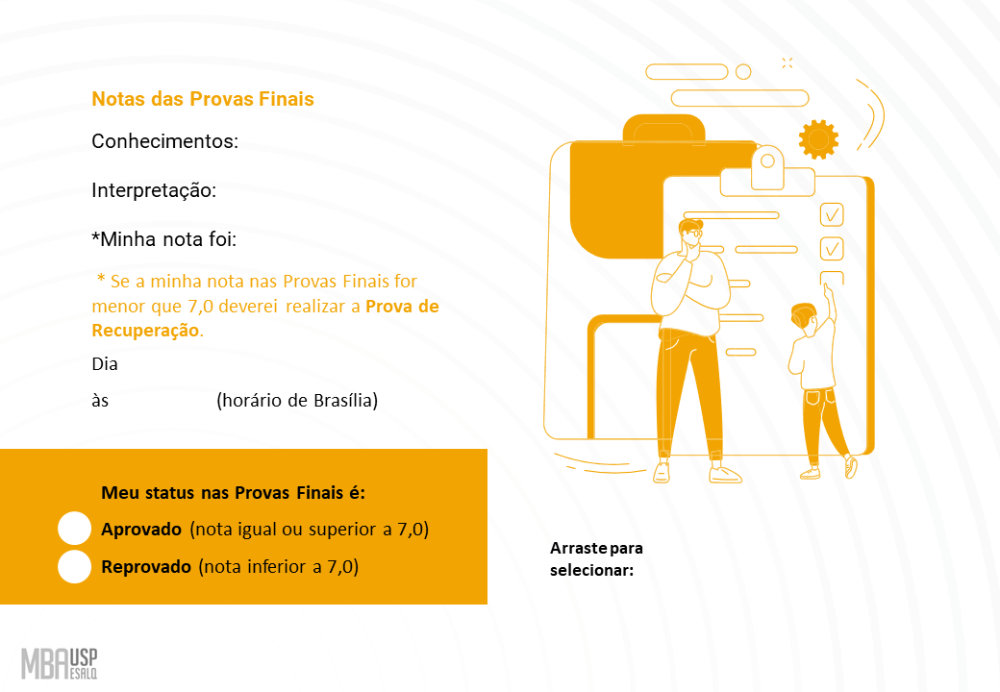 Notas das Provas Finais
Conhecimentos:
Interpretação:
*Minha nota foi:
* Se a minha nota nas Provas Finais for
menor que 7,0 deverei realizar a Prova de
Recuperação.
Dia
às (horário de Brasília)
Meu status nas Provas Finais é:
Aprovado (nota igual ou superior a 7,0)
Reprovado (nota inferior a 7,0)
Arraste para
selecionar:
MBA USP
ESALQ